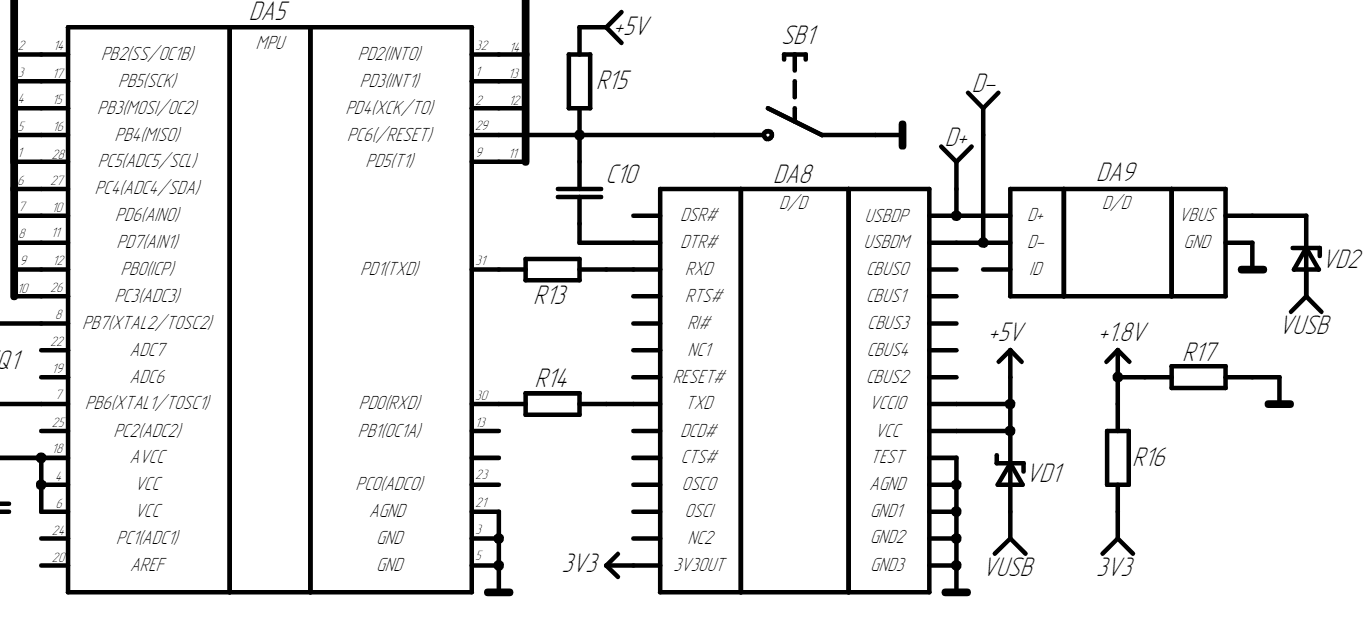 DA5
MPU
2 14 PB2(SS/OC1B)
3 17 PB5(SCK)
4 15 PB3(MOSI/OC2)
5 16 PB4(MISO)
1 28 PC5(ADC5/SCL)
6 27 PC4(ADC4/SDA)
7 10 PD6(AIN0)
8 11 PD7(AIN1)
9 12 PB0(ICP)
10 26 PC3(ADC3)
8 PB7(XTAL2/TOSC2)
22 ADC7
Q1
19 ADC6
7 PB6(XTAL1/TOSC1)
25 PC2(ADC2)
18 AVCC
4 VCC
6 VCC
24 PC1(ADC1)
20 AREF
PD2(INT0) 32 14
PD3(INT1) 1 13
PD4(XCK/T0) 2 12
PC6(/RESET) 29
PD5(T1) 9 11
PD1(TXD) 31
PD0(RXD) 30
PB1(OC1A) 13
PC0(ADC0) 23
AGND 21
GND 3
GND 5
+5V
R15
SB1
C10
R13
R14
3V3
DA8
D/D
DSR#
DTR#
RXD
RTS#
RI#
NC1
RESET#
TXD
DCD#
CTS#
OSCO
OSCI
NC2
3V3OUT
USBDP
USBDM
CBUS0
CBUS1
CBUS3
CBUS4
CBUS2
VCCIO
VCC
TEST
AGND
GND1
GND2
GND3
D-
D+
DA9
D/D
D+
D-
ID
VBUS
GND
VD2
VUSB
+5V
VD1
VUSB
+1.8V
R17
R16
3V3